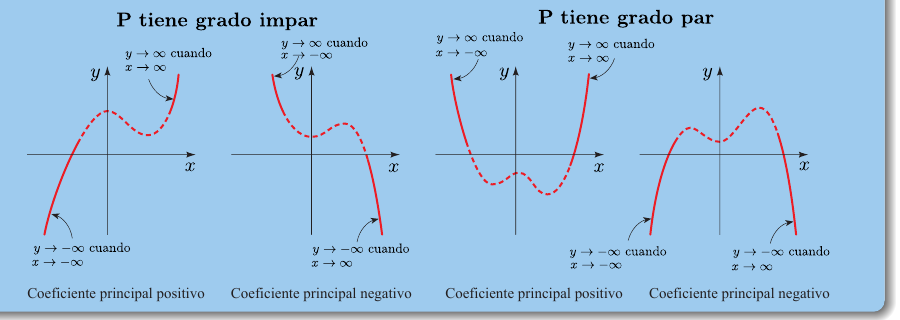 P tiene grado impar
P tiene grado par
y → ∞ cuando
x → ∞
y → ∞ cuando
x → −∞
y → ∞ cuando
x → −∞
y → ∞ cuando
x → ∞
y
y
y
y
x
x
x
x
y → −∞ cuando
x → −∞
y → −∞ cuando
x → ∞
y → −∞ cuando
x → −∞
y → −∞ cuando
x → ∞
Coeficiente principal positivo
Coeficiente principal negativo
Coeficiente principal positivo
Coeficiente principal negativo